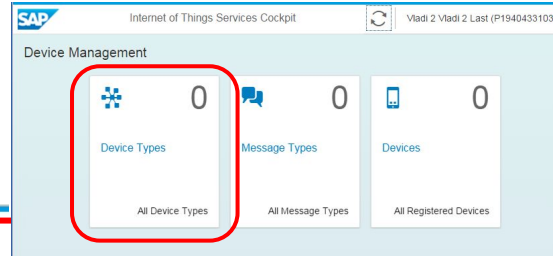 SAP Internet of Things Services Cockpit Vladi 2 Vladi 2 Last (P1940433103
Device Management
0 0 0
Device Types Message Types Devices
All Device Types All Message Types All Registered Devices